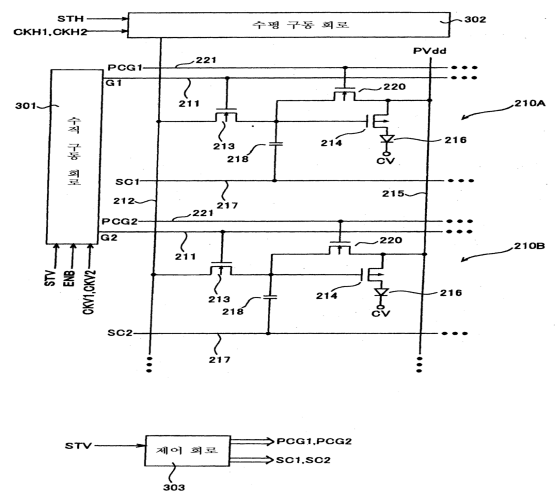 STH
CKH1,CKH2
수평 구동 회로
302
PVdd
PCG1
221
G1
220
301
수직 구동 회로
211
213
218
214
216
210A
CV
SC1
217
212
215
PCG2
221
G2
220
211
213
218
214
216
210B
CV
STV
ENB
CKV1,CKV2
SC2
217
STV
제어 회로
PCG1,PCG2
SC1,SC2
303